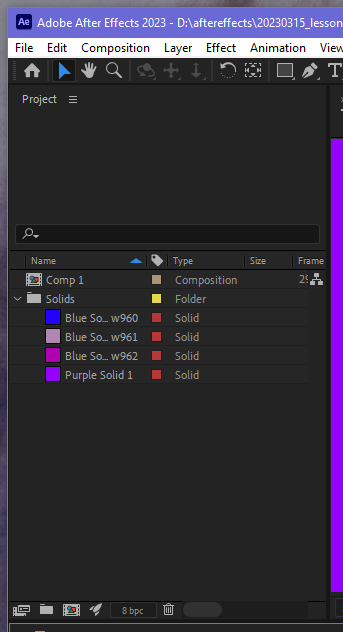 Ae Adobe After Effects 2023 - D:\aftereffects\20230315_lesson
File Edit Composition Layer Effect Animation View
T
Project
Name Type Size Frame
Comp 1 Composition 29
Solids Folder
Blue So... w960 Solid
Blue So... w961 Solid
Blue So... w962 Solid
Purple Solid 1 Solid
8 bpc